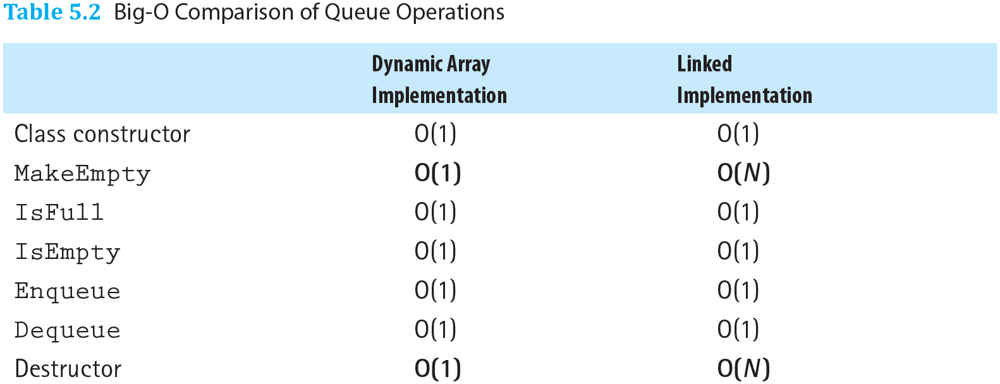 Table 5.2 Big-O Comparison of Queue Operations
Dynamic Array Linked
Implementation Implementation
Class constructor O(1) O(1)
MakeEmpty O(1) O(N)
IsFull O(1) O(1)
IsEmpty O(1) O(1)
Enqueue O(1) O(1)
Dequeue O(1) O(1)
Destructor O(1) O(N)